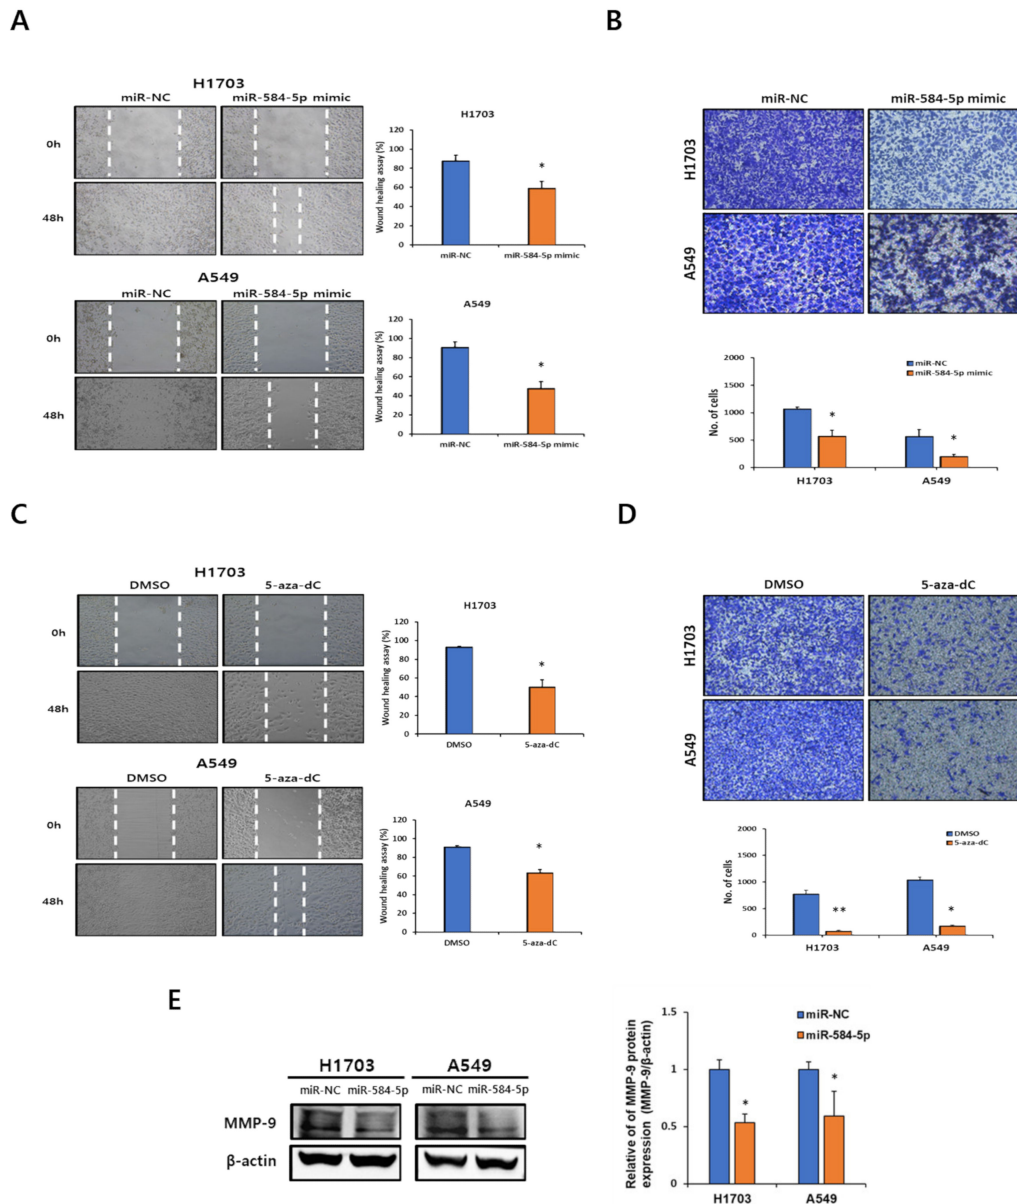 A
H1703
miR-NC miR-584-5p mimic
0h
48h
H1703
Wound healing assay (%)
120
100
80
60
40
20
0
*
miR-NC miR-584-5p mimic
A549
miR-NC miR-584-5p mimic
0h
48h
A549
Wound healing assay (%)
120
100
80
60
40
20
0
*
miR-NC miR-584-5p mimic
B
miR-NC miR-584-5p mimic
H1703
A549
No. of cells
2000
1500
1000
500
0
miR-NC
miR-584-5p mimic
*
*
H1703 A549
C
H1703
DMSO 5-aza-dC
0h
48h
H1703
Wound healing assay (%)
120
100
80
60
40
20
0
*
DMSO 5-aza-dC
A549
DMSO 5-aza-dC
0h
48h
A549
Wound healing assay (%)
120
100
80
60
40
20
0
*
DMSO 5-aza-dC
D
DMSO 5-aza-dC
H1703
A549
No. of cells
2000
1500
1000
500
0
DMSO
5-aza-dC
**
*
H1703 A549
E
H1703 A549
miR-NC miR-584-5p miR-NC miR-584-5p
MMP-9
β-actin
Relative of of MMP-9 protein
expression (MMP-9/β-actin)
1.5
1
0.5
0
miR-NC
miR-584-5p
*
*
H1703 A549